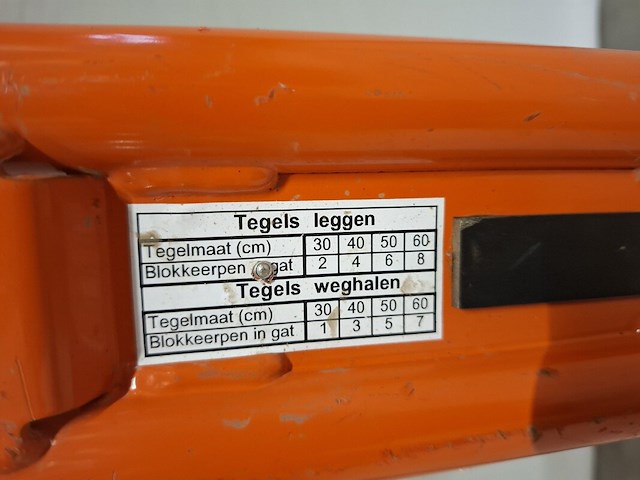 Tegels leggen
Tegelmaat (cm) 30 40 50 60
Blokkeerpen in gat 2 4 6 8
Tegels weghalen
Tegelmaat (cm) 30 40 50 60
Blokkeerpen in gat 1 3 5 7